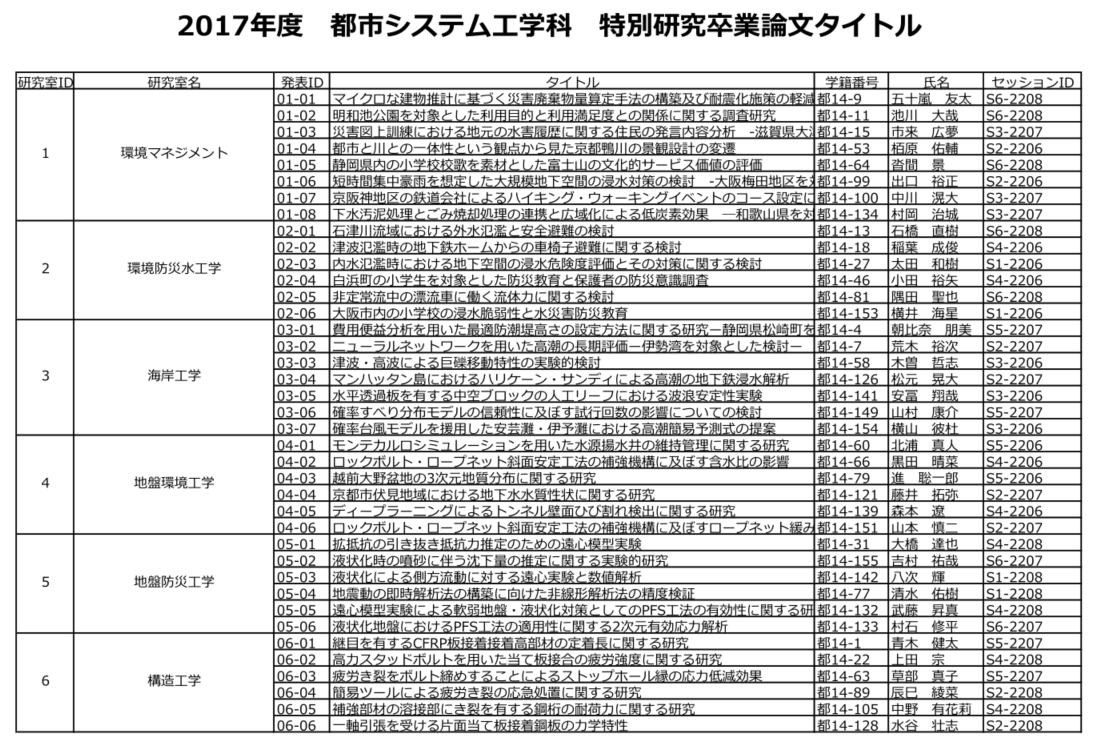 2017年度　都市システム工学科　特別研究卒業論文タイトル
研究室ID 研究室名 発表ID タイトル 学籍番号 氏名 セッションID
1 環境マネジメント
01-01 マイクロな建物推計に基づく災害廃棄物量算定手法の構築及び耐震化施策の軽減 都14-9 五十嵐　友太 S6-2208
01-02 明和池公園を対象とした利用目的と利用満足度との関係に関する調査研究 都14-11 池川　大哉 S6-2208
01-03 災害図上訓練における地元の水害履歴に関する住民の発言内容分析　-滋賀県大津 都14-15 市来　広夢 S3-2207
01-04 都市と川との一体性という観点から見た京都鴨川の景観設計の変遷 都14-53 栢原　佑輔 S2-2206
01-05 静岡県内の小学校校歌を素材とした富士山の文化的サービス価値の評価 都14-64 沓間　景 S6-2208
01-06 短時間集中豪雨を想定した大規模地下空間の浸水対策の検討　-大阪梅田地区を対 都14-99 出口　裕正 S2-2206
01-07 京阪神地区の鉄道会社によるハイキング・ウォーキングイベントのコース設定に 都14-100 中川　滉大 S3-2207
01-08 下水汚泥処理とごみ焼却処理の連携と広域化による低炭素効果　―和歌山県を対 都14-134 村岡　治城 S3-2207
2 環境防災水工学
02-01 石津川流域における外水氾濫と安全避難の検討 都14-13 石橋　直樹 S6-2208
02-02 津波氾濫時の地下鉄ホームからの車椅子避難に関する検討 都14-18 稲葉　成俊 S4-2206
02-03 内水氾濫時における地下空間の浸水危険度評価とその対策に関する検討 都14-27 太田　和樹 S1-2206
02-04 白浜町の小学生を対象とした防災教育と保護者の防災意識調査 都14-46 小田　裕矢 S4-2206
02-05 非定常流中の漂流車に働く流体力に関する検討 都14-81 隅田　聖也 S6-2208
02-06 大阪市内の小学校の浸水脆弱性と水災害防災教育 都14-153 横井　海星 S1-2206
3 海岸工学
03-01 費用便益分析を用いた最適防潮堤高さの設定方法に関する研究ー静岡県松崎町を 都14-4 朝比奈　朋美 S5-2207
03-02 ニューラルネットワークを用いた高潮の長期評価ー伊勢湾を対象とした検討ー 都14-7 荒木　裕次 S2-2207
03-03 津波・高波による巨礫移動特性の実験的検討 都14-58 木曽　哲志 S3-2206
03-04 マンハッタン島におけるハリケーン・サンディによる高潮の地下鉄浸水解析 都14-126 松元　晃大 S2-2207
03-05 水平透過板を有する中空ブロックの人工リーフにおける波浪安定性実験 都14-141 安冨　翔哉 S3-2206
03-06 確率すべり分布モデルの信頼性に及ぼす試行回数の影響についての検討 都14-149 山村　康介 S5-2207
03-07 確率台風モデルを援用した安芸灘・伊予灘における高潮簡易予測式の提案 都14-154 横山　彼杜 S3-2206
4 地盤環境工学
04-01 モンテカルロシミュレーションを用いた水源揚水井の維持管理に関する研究 都14-60 北浦　真人 S5-2206
04-02 ロックボルト・ロープネット斜面安定工法の補強機構に及ぼす含水比の影響 都14-66 黒田　晴菜 S4-2206
04-03 越前大野盆地の3次元地質分布に関する研究 都14-79 進　聡一郎 S5-2206
04-04 京都市伏見地域における地下水水質性状に関する研究 都14-121 藤井　拓弥 S2-2207
04-05 ディープラーニングによるトンネル壁面ひび割れ検出に関する研究 都14-139 森本　遼 S4-2206
04-06 ロックボルト・ロープネット斜面安定工法の補強機構に及ぼすロープネット緩み 都14-151 山本　慎二 S2-2207
5 地盤防災工学
05-01 拡抵抗の引き抜き抵抗力推定のための遠心模型実験 都14-31 大橋　達也 S4-2208
05-02 液状化時の噴砂に伴う沈下量の推定に関する実験的研究 都14-155 吉村　祐哉 S6-2207
05-03 液状化による側方流動に対する遠心実験と数値解析 都14-142 八次　輝 S1-2208
05-04 地震動の即時解析法の構築に向けた非線形解析法の精度検証 都14-77 清水　佑樹 S1-2208
05-05 遠心模型実験による軟弱地盤・液状化対策としてのPFS工法の有効性に関する研 都14-132 武藤　昇真 S4-2208
05-06 液状化地盤におけるPFS工法の適用性に関する2次元有効応力解析 都14-133 村石　修平 S6-2207
6 構造工学
06-01 継目を有するCFRP板接着接着高部材の定着長に関する研究 都14-1 青木　健太 S5-2207
06-02 高力スタッドボルトを用いた当て板接合の疲労強度に関する研究 都14-22 上田　宗 S4-2208
06-03 疲労き裂をボルト締めすることによるストップホール縁の応力低減効果 都14-63 草部　真子 S5-2207
06-04 簡易ツールによる疲労き裂の応急処置に関する研究 都14-89 辰巳　綾菜 S2-2208
06-05 補強部材の溶接部にき裂を有する鋼桁の耐荷力に関する研究 都14-105 中野　有花莉 S4-2208
06-06 一軸引張を受ける片面当て板接着鋼板の力学特性 都14-128 水谷　壮志 S2-2208